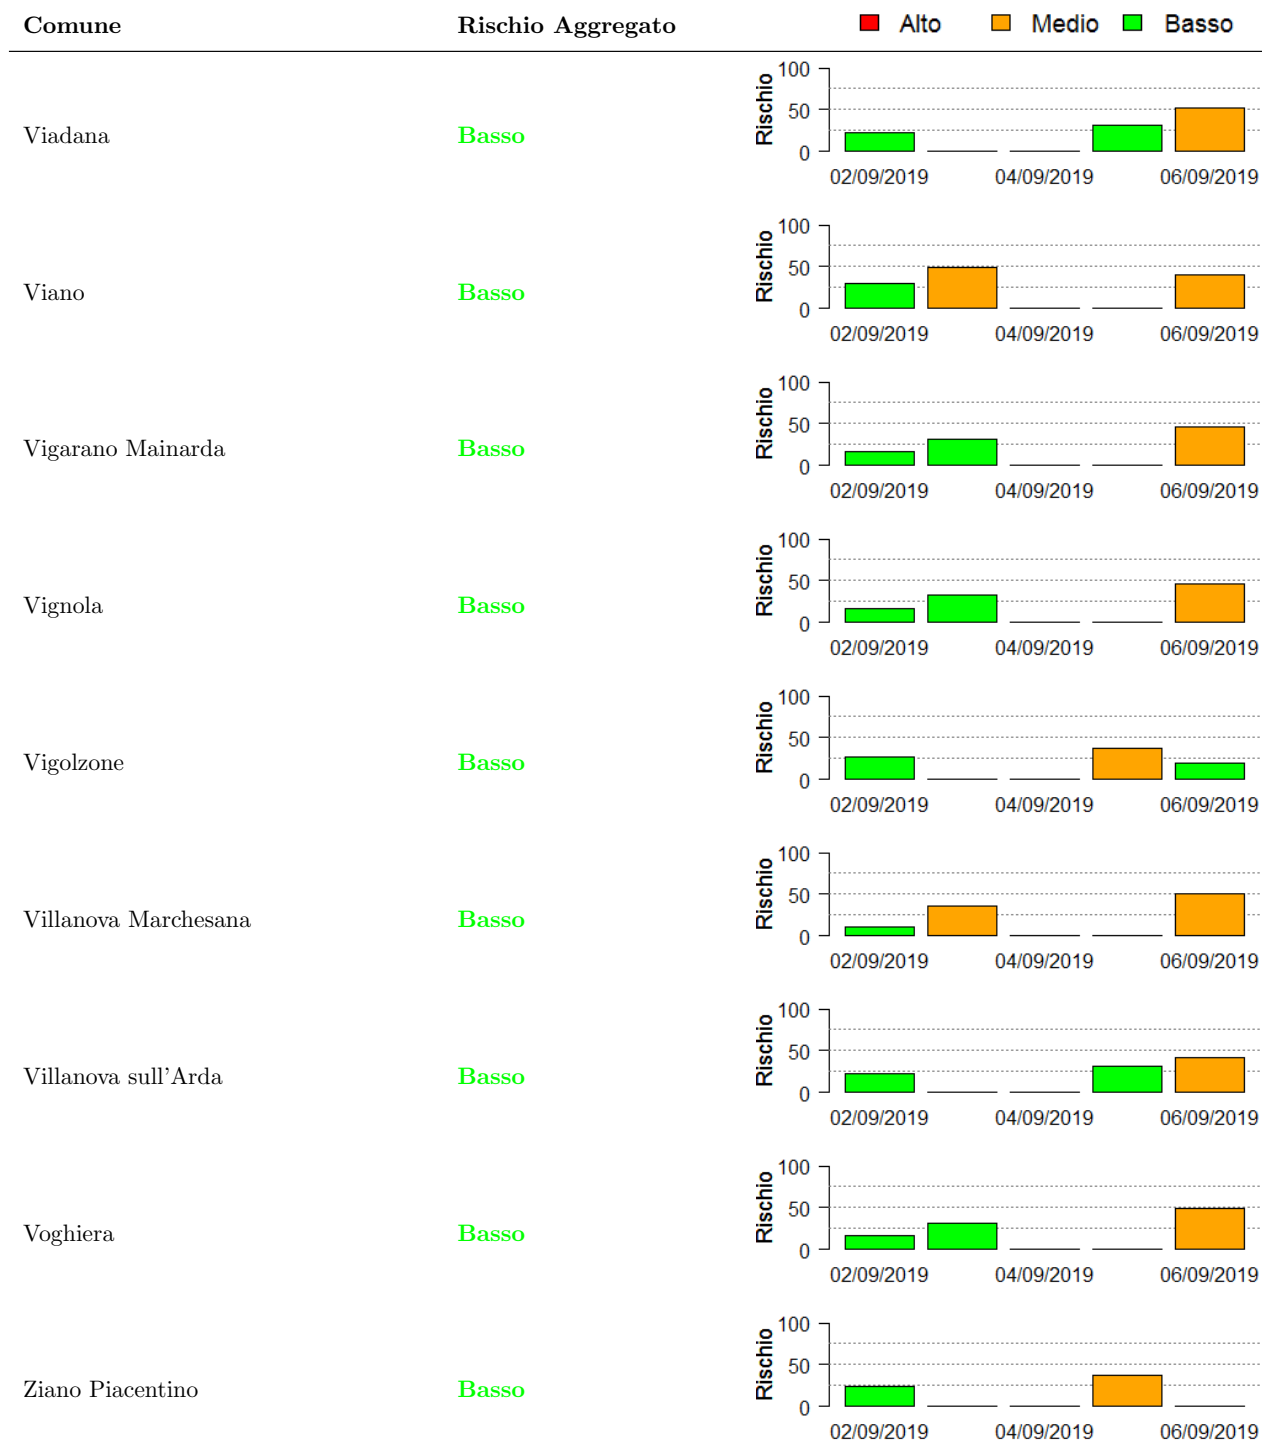 Comune Rischio Aggregato Alto Medio Basso
Viadana Basso
Rischio
100
50
0
02/09/2019 04/09/2019 06/09/2019
Viano Basso
Rischio
100
50
0
02/09/2019 04/09/2019 06/09/2019
Vigarano Mainarda Basso
Rischio
100
50
0
02/09/2019 04/09/2019 06/09/2019
Vignola Basso
Rischio
100
50
0
02/09/2019 04/09/2019 06/09/2019
Vigolzone Basso
Rischio
100
50
0
02/09/2019 04/09/2019 06/09/2019
Villanova Marchesana Basso
Rischio
100
50
0
02/09/2019 04/09/2019 06/09/2019
Villanova sull'Arda Basso
Rischio
100
50
0
02/09/2019 04/09/2019 06/09/2019
Voghiera Basso
Rischio
100
50
0
02/09/2019 04/09/2019 06/09/2019
Ziano Piacentino Basso
Rischio
100
50
0
02/09/2019 04/09/2019 06/09/2019